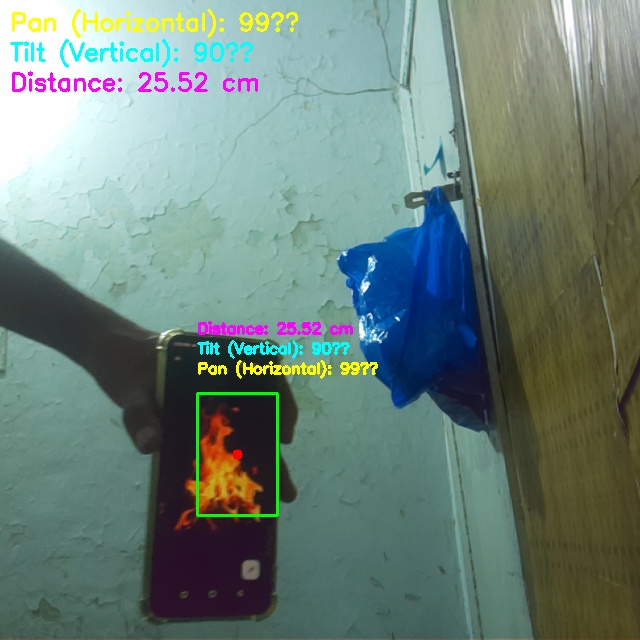 Pan (Horizontal): 99??
Tilt (Vertical): 90??
Distance: 25.52 cm
Distance: 25.52 cm
Tilt (Vertical): 90??
Pan (Horizontal): 99??